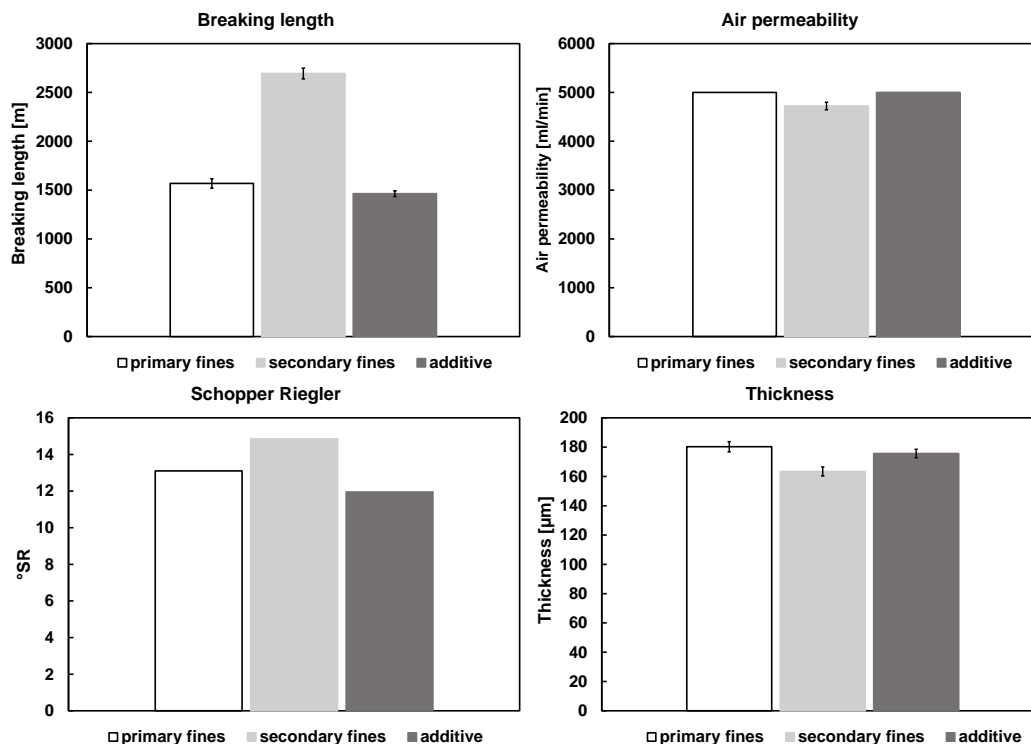 Breaking length
Breaking length [m]
3000
2500
2000
1500
1000
500
0
primary fines secondary fines additive
Air permeability
Air permeability [ml/min]
6000
5000
4000
3000
2000
1000
0
primary fines secondary fines additive
Schopper Riegler
°SR
16
14
12
10
8
6
4
2
0
primary fines secondary fines additive
Thickness
Thickness [µm]
200
180
160
140
120
100
80
60
40
20
0
primary fines secondary fines additive